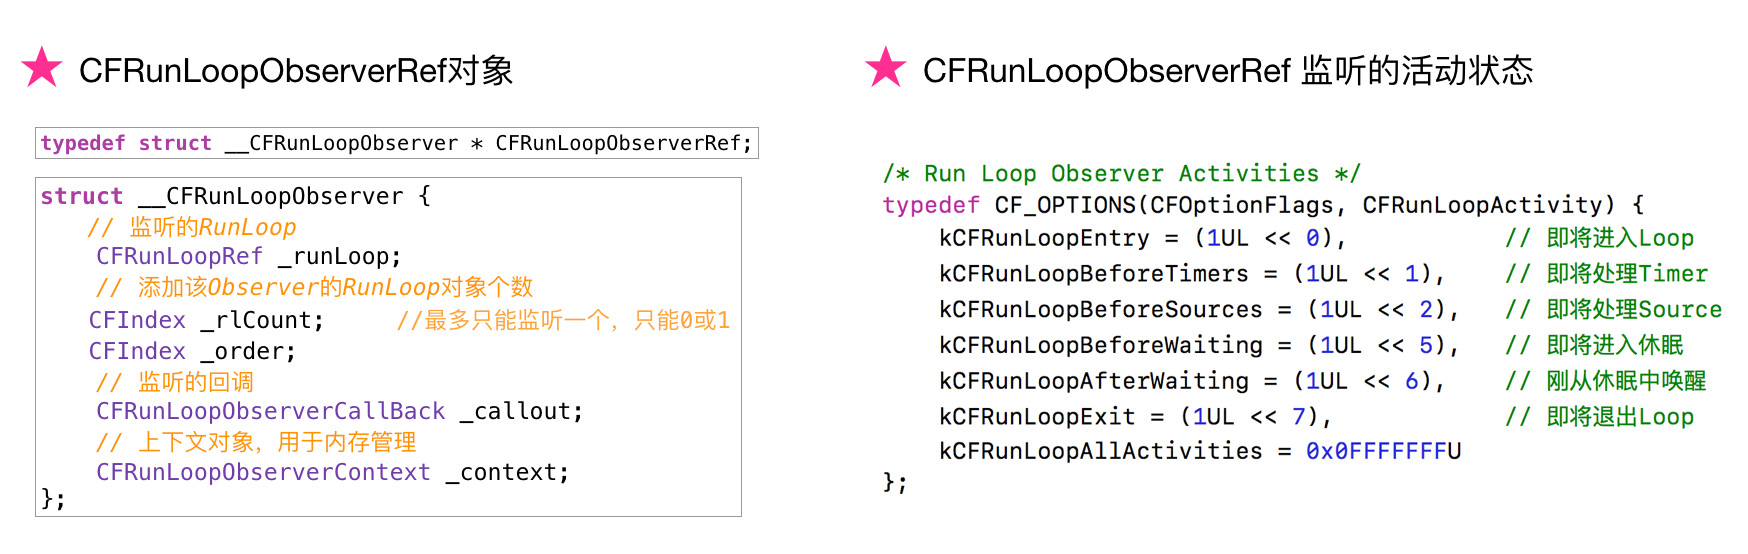 ★ CFRunLoopObserverRef对象
typedef struct __CFRunLoopObserver * CFRunLoopObserverRef;
struct __CFRunLoopObserver {
// 监听的RunLoop
CFRunLoopRef _runLoop;
// 添加该Observer的RunLoop对象个数
CFIndex _rlCount; //最多只能监听一个，只能0或1
CFIndex _order;
// 监听的回调
CFRunLoopObserverCallBack _callout;
// 上下文对象，用于内存管理
CFRunLoopObserverContext _context;
};
★ CFRunLoopObserverRef 监听的活动状态
/* Run Loop Observer Activities */
typedef CF_OPTIONS(CFOptionFlags, CFRunLoopActivity) {
kCFRunLoopEntry = (1UL << 0), // 即将进入Loop
kCFRunLoopBeforeTimers = (1UL << 1), // 即将处理Timer
kCFRunLoopBeforeSources = (1UL << 2), // 即将处理Source
kCFRunLoopBeforeWaiting = (1UL << 5), // 即将进入休眠
kCFRunLoopAfterWaiting = (1UL << 6), // 刚从休眠中唤醒
kCFRunLoopExit = (1UL << 7), // 即将退出Loop
kCFRunLoopAllActivities = 0x0FFFFFFFU
};